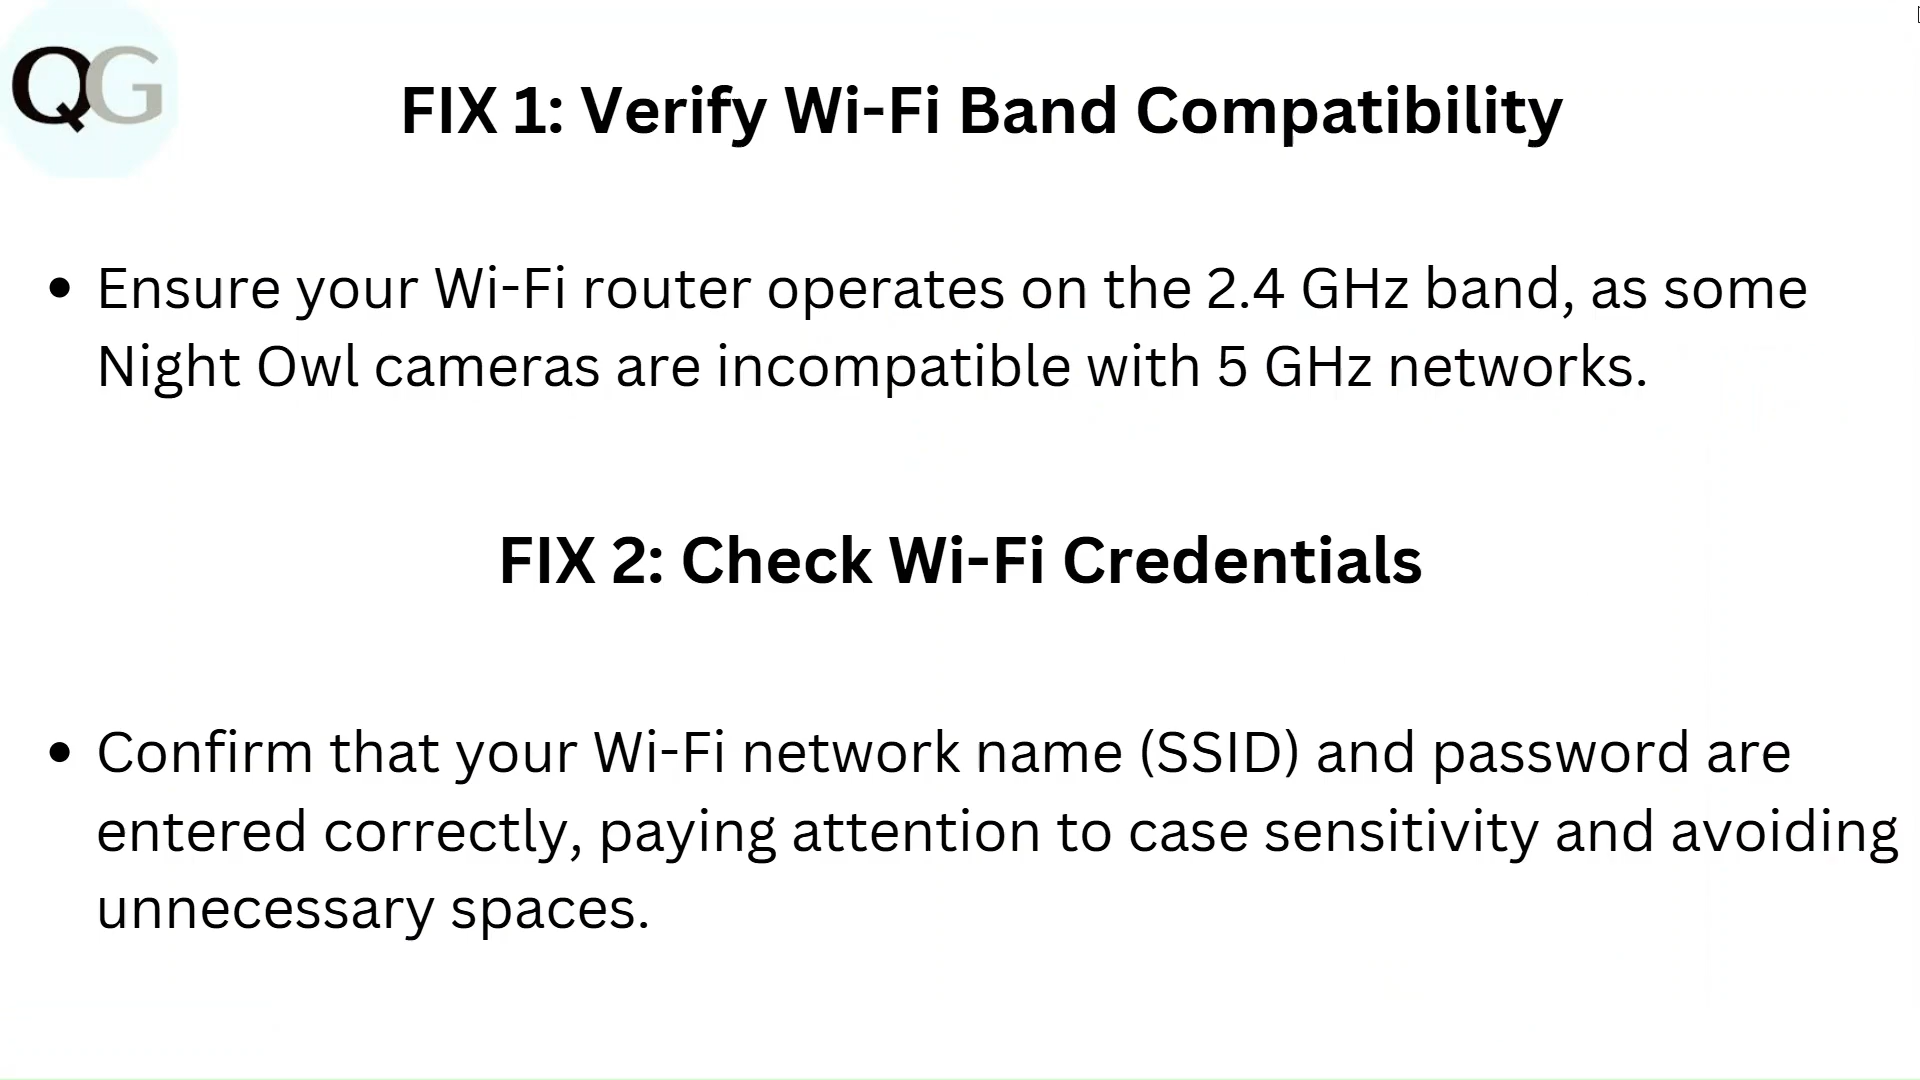 QG
FIX 1: Verify Wi-Fi Band Compatibility
• Ensure your Wi-Fi router operates on the 2.4 GHz band, as some
Night Owl cameras are incompatible with 5 GHz networks.
FIX 2: Check Wi-Fi Credentials
• Confirm that your Wi-Fi network name (SSID) and password are
entered correctly, paying attention to case sensitivity and avoiding
unnecessary spaces.